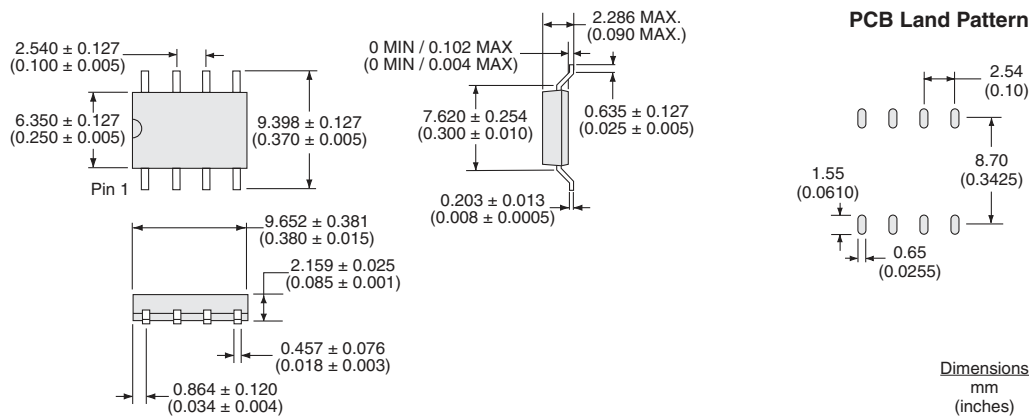 2.540 ± 0.127
(0.100 ± 0.005)
6.350 ± 0.127
(0.250 ± 0.005)
9.398 ± 0.127
(0.370 ± 0.005)
Pin 1
9.652 ± 0.381
(0.380 ± 0.015)
2.159 ± 0.025
(0.085 ± 0.001)
0.457 ± 0.076
(0.018 ± 0.003)
0.864 ± 0.120
(0.034 ± 0.004)
2.286 MAX.
(0.090 MAX.)
0 MIN / 0.102 MAX
(0 MIN / 0.004 MAX)
7.620 ± 0.254
(0.300 ± 0.010)
0.635 ± 0.127
(0.025 ± 0.005)
0.203 ± 0.013
(0.008 ± 0.0005)
PCB Land Pattern
2.54
(0.10)
8.70
(0.3425)
1.55
(0.0610)
0.65
(0.0255)
Dimensions
mm
(inches)